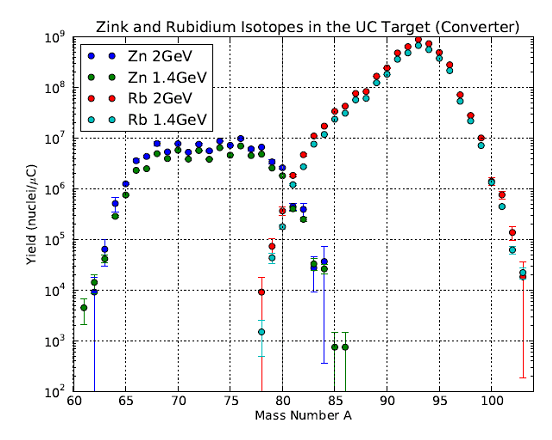 Zink and Rubidium Isotopes in the UC Target (Converter)
Zn 2GeV
Zn 1.4GeV
Rb 2GeV
Rb 1.4GeV
Yield (nuclei/μC)
10^9
10^8
10^7
10^6
10^5
10^4
10^3
10^2
60 65 70 75 80 85 90 95 100
Mass Number A